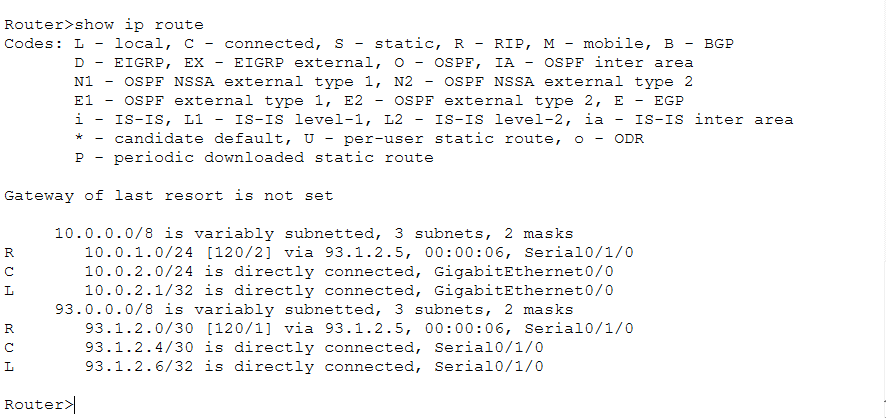 Router>show ip route
Codes: L - local, C - connected, S - static, R - RIP, M - mobile, B - BGP
       D - EIGRP, EX - EIGRP external, O - OSPF, IA - OSPF inter area
       N1 - OSPF NSSA external type 1, N2 - OSPF NSSA external type 2
       E1 - OSPF external type 1, E2 - OSPF external type 2, E - EGP
       i - IS-IS, L1 - IS-IS level-1, L2 - IS-IS level-2, ia - IS-IS inter area
       * - candidate default, U - per-user static route, o - ODR
       P - periodic downloaded static route

Gateway of last resort is not set

     10.0.0.0/8 is variably subnetted, 3 subnets, 2 masks
R       10.0.1.0/24 [120/2] via 93.1.2.5, 00:00:06, Serial0/1/0
C       10.0.2.0/24 is directly connected, GigabitEthernet0/0
L       10.0.2.1/32 is directly connected, GigabitEthernet0/0
     93.0.0.0/8 is variably subnetted, 3 subnets, 2 masks
R       93.1.2.0/30 [120/1] via 93.1.2.5, 00:00:06, Serial0/1/0
C       93.1.2.4/30 is directly connected, Serial0/1/0
L       93.1.2.6/32 is directly connected, Serial0/1/0

Router>